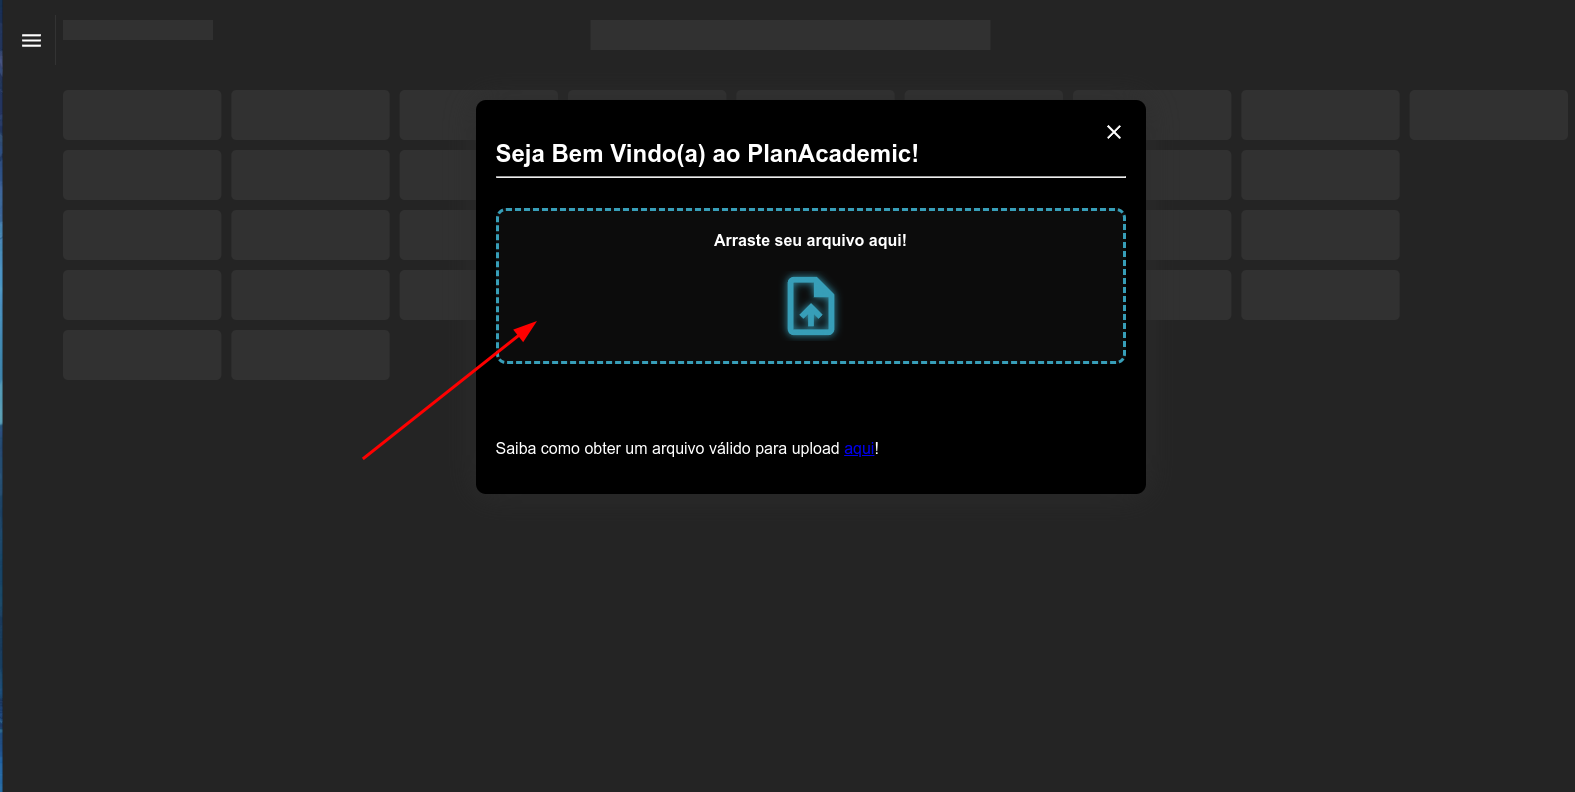 Seja Bem Vindo(a) ao PlanAcademic!
Arraste seu arquivo aqui!
Saiba como obter um arquivo válido para upload aqui!